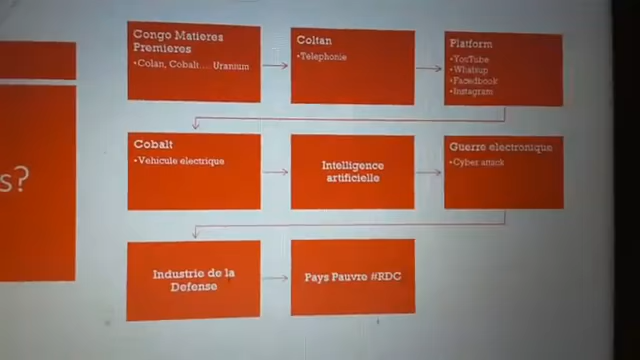 s?
Congo Matieres
Premieres
•Colan, Cobalt.... Uranium
Coltan
•Telephonie
Platform
•YouTube
•Whatsup
•Facedbook
•Instagram
Cobalt
•Vehicule electrique
Intelligence
artificielle
Guerre electronique
•Cyber attack
Industrie de la
Defense
Pays Pauvre #RDC